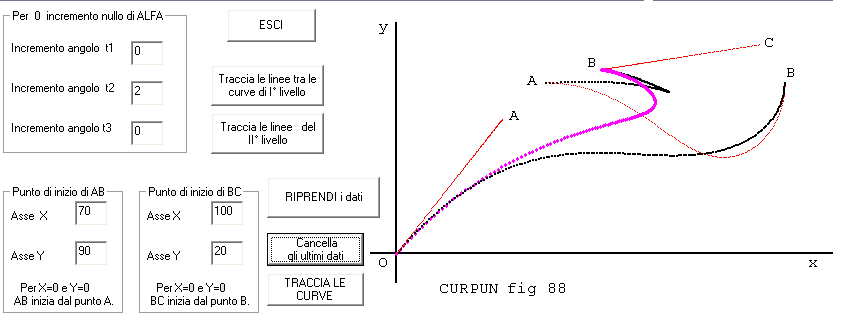 Per 0 incremento nullo di ALFA
Incremento angolo t1
0
Incremento angolo t2
2
Incremento angolo t3
0
ESCI
Traccia le linee tra le
curve di I° livello
Traccia le linee del
II° livello
Punto di inizio di AB
Asse X
70
Asse Y
90
Per X=0 e Y=0
AB inizia dal punto A.
Punto di inizio di BC
Asse X
100
Asse Y
20
Per X=0 e Y=0
BC inizia dal punto B.
RIPRENDI i dati
Cancella
gli ultimi dati
TRACCIA LE
CURVE
y
C
B
B
A
A
O
x
CURPUN fig 88